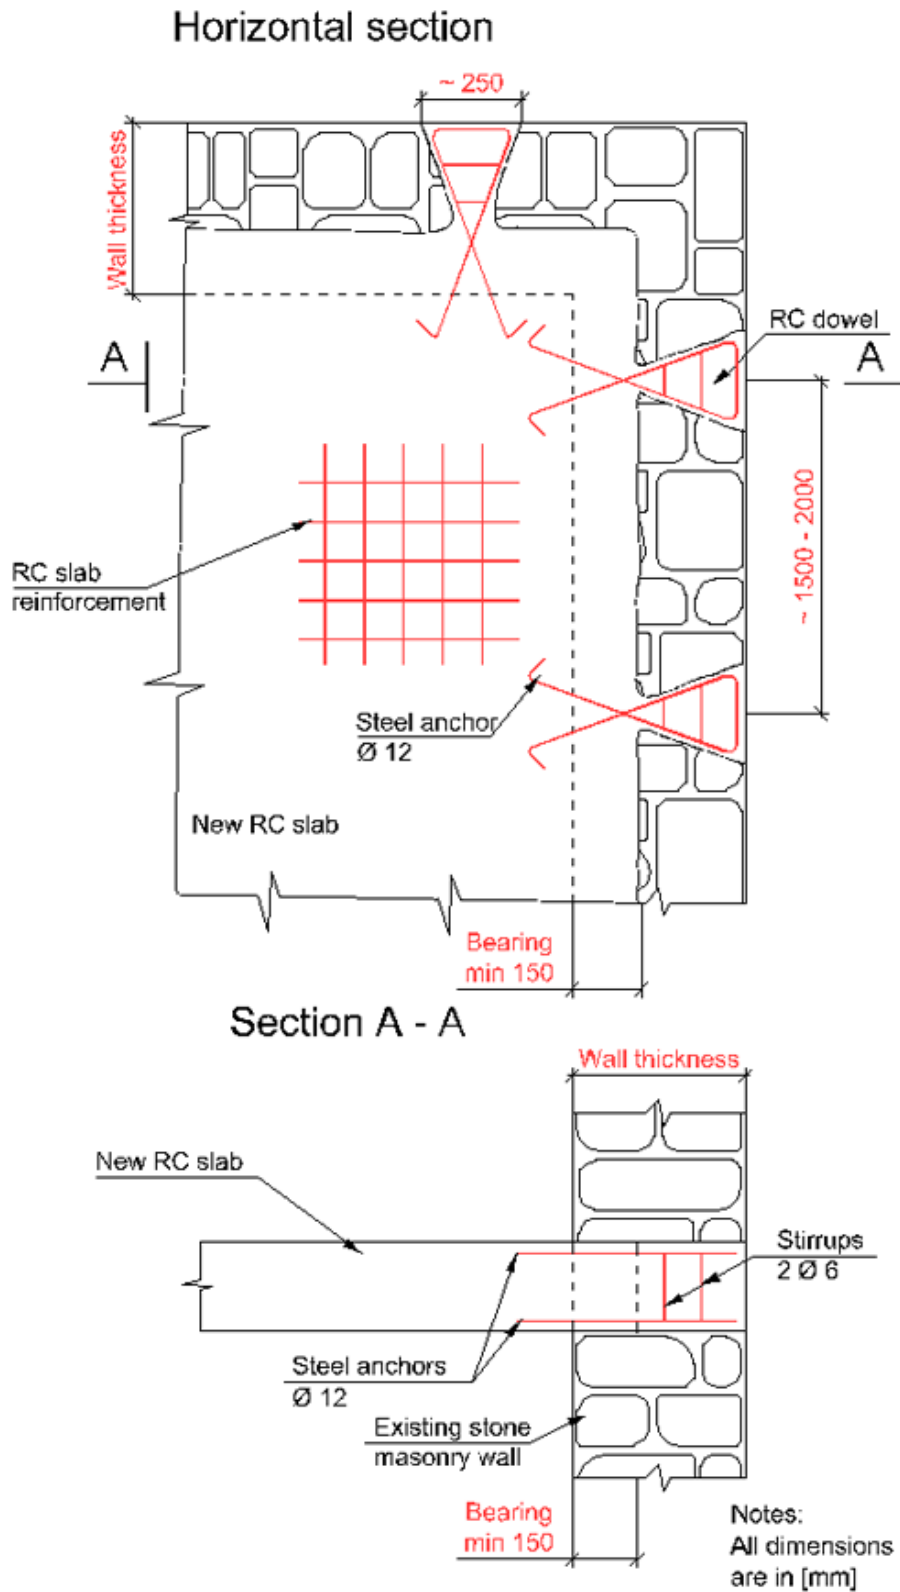 Horizontal section
~ 250
Wall thickness
RC dowel
A
A
~ 1500 - 2000
RC slab
reinforcement
Steel anchor
Ø 12
New RC slab
Bearing
min 150
Section A - A
Wall thickness
New RC slab
Stirrups
2 Ø 6
Steel anchors
Ø 12
Existing stone
masonry wall
Bearing
min 150
Notes:
All dimensions
are in [mm]